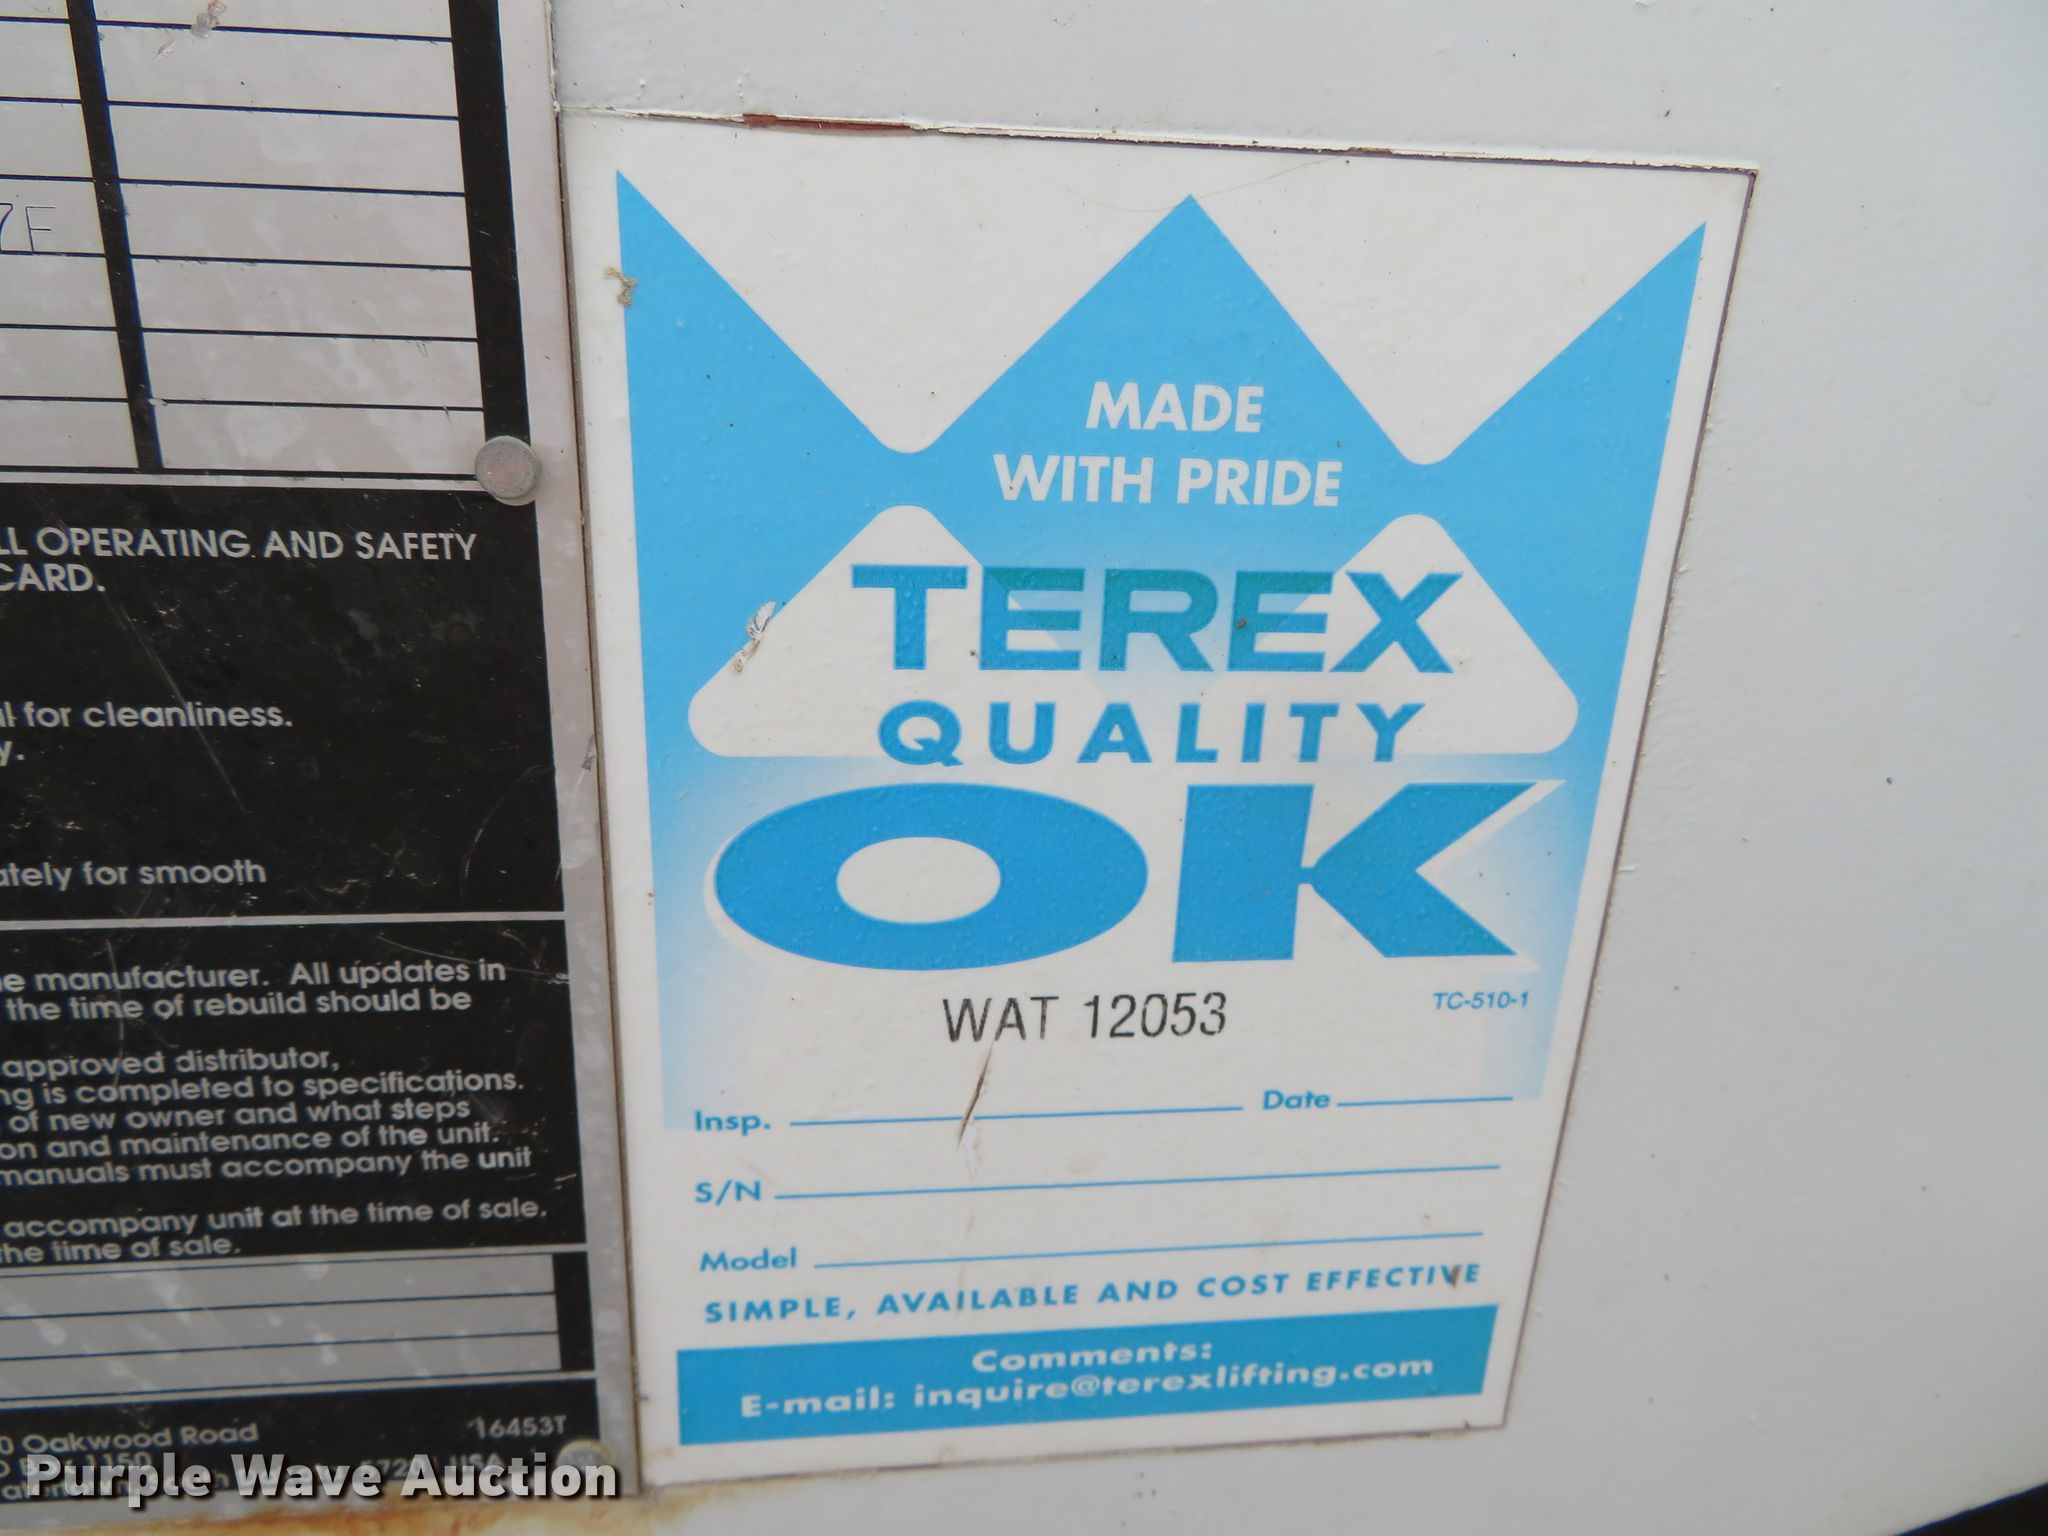 7E
LL OPERATING AND SAFETY
CARD.
for cleanliness.
y.
ately for smooth
e manufacturer. All updates in
the time of rebuild should be
approved distributor,
ng is completed to specifications.
of new owner and what steps
on and maintenance of the unit.
manuals must accompany the unit
accompany unit at the time of sale.
the time of sale.
0 Oakwood Road 16453T
1150
USA
MADE
WITH PRIDE
TEREX
QUALITY
OK
WAT 12053
TC-510-1
Insp. Date
S/N
Model
SIMPLE, AVAILABLE AND COST EFFECTIVE
Comments:
E-mail: inquire@terexlifting.com
Purple Wave Auction